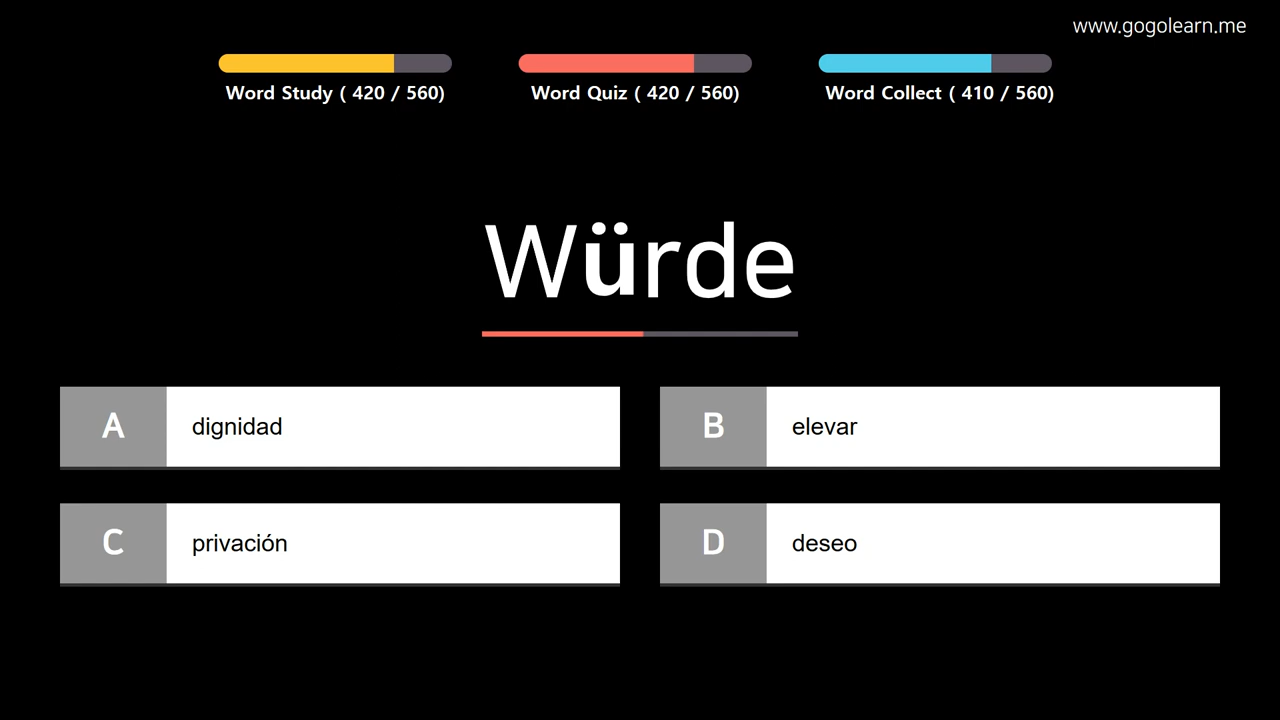 www.gogolearn.me
Word Study ( 420 / 560)
Word Quiz ( 420 / 560)
Word Collect ( 410 / 560)
Würde
A dignidad
B elevar
C privación
D deseo